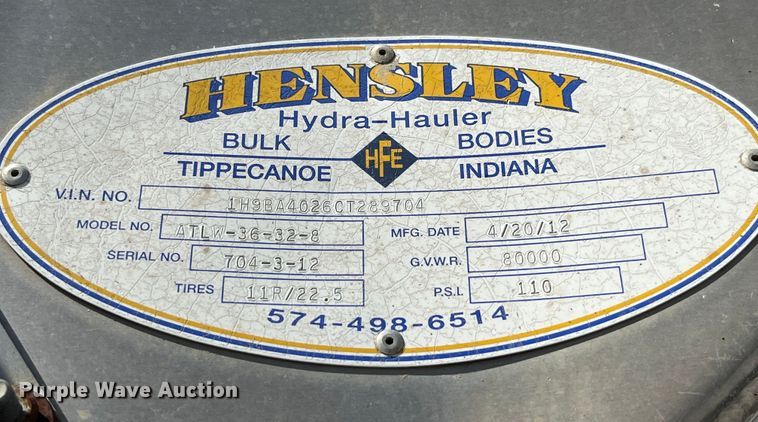 HENSLEY
Hydra-Hauler
BULK BODIES
HFE
TIPPECANOE INDIANA
V.I.N. NO. 1H9BA4026CT289704
MODEL NO. ATLW-36-32-8 MFG. DATE 4/20/12
SERIAL NO. 704-3-12 G.V.W.R. 80000
TIRES 11R/22.5 P.S.I. 110
574-498-6514
Purple Wave Auction